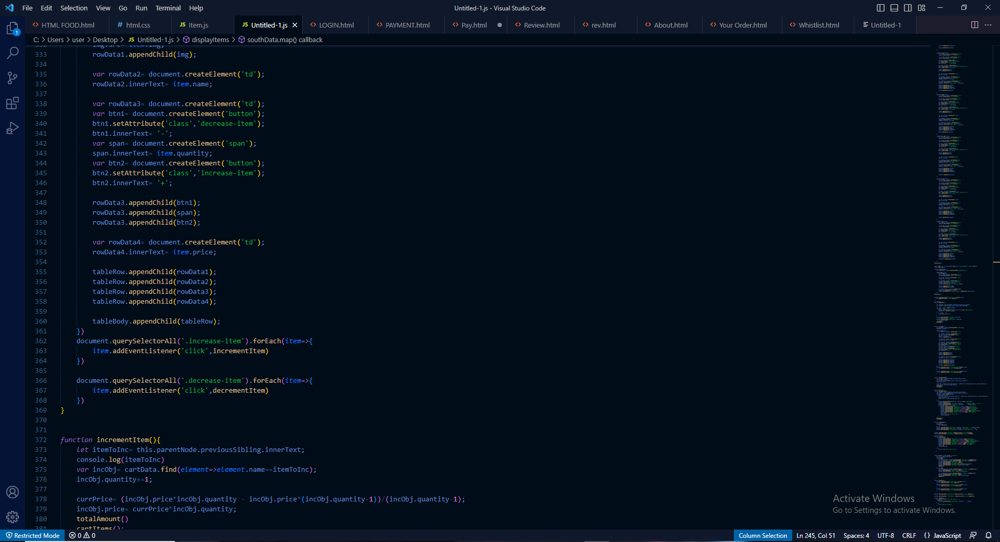 File Edit Selection View Go Run Terminal Help Untitled-1.js - Visual Studio Code
HTML FOOD.html html.css JS Item.js JS Untitled-1.js LOGIN.html PAYMENT.html Pay.html Review.html rev.html About.html Your Order.html Whistlist.html Untitled-1
1
C: > Users > user > Desktop > JS Untitled-1.js > displayItems > southData.map() callback
332 img.src= item.img;
333 rowData1.appendChild(img);
334
335 var rowData2= document.createElement('td');
336 rowData2.innerText= item.name;
337
338 var rowData3= document.createElement('td');
339 var btn1= document.createElement('button');
340 btn1.setAttribute('class','decrease-item');
341 btn1.innerText= '-';
342 var span= document.createElement('span');
343 span.innerText= item.quantity;
344 var btn2= document.createElement('button');
345 btn2.setAttribute('class','increase-item');
346 btn2.innerText= '+';
347
348 rowData3.appendChild(btn1);
349 rowData3.appendChild(span);
350 rowData3.appendChild(btn2);
351
352 var rowData4= document.createElement('td');
353 rowData4.innerText= item.price;
354
355 tableRow.appendChild(rowData1);
356 tableRow.appendChild(rowData2);
357 tableRow.appendChild(rowData3);
358 tableRow.appendChild(rowData4);
359
360 tableBody.appendChild(tableRow);
361 })
362 document.querySelectorAll('.increase-item').forEach(item=>{
363 item.addEventListener('click',incrementItem)
364 })
365
366 document.querySelectorAll('.decrease-item').forEach(item=>{
367 item.addEventListener('click',decrementItem)
368 })
369 }
370
371
372 function incrementItem(){
373 let itemToInc= this.parentNode.previousSibling.innerText;
374 console.log(itemToInc)
375 var incObj= cartData.find(element=>element.name==itemToInc);
376 incObj.quantity+=1;
377
378 currPrice= (incObj.price*incObj.quantity - incObj.price*(incObj.quantity-1))/(incObj.quantity-1);
379 incObj.price= currPrice*incObj.quantity;
380 totalAmount()
381 cartItems();
Activate Windows
Go to Settings to activate Windows.
Restricted Mode 0 0 Column Selection Ln 245, Col 51 Spaces: 4 UTF-8 CRLF {} JavaScript